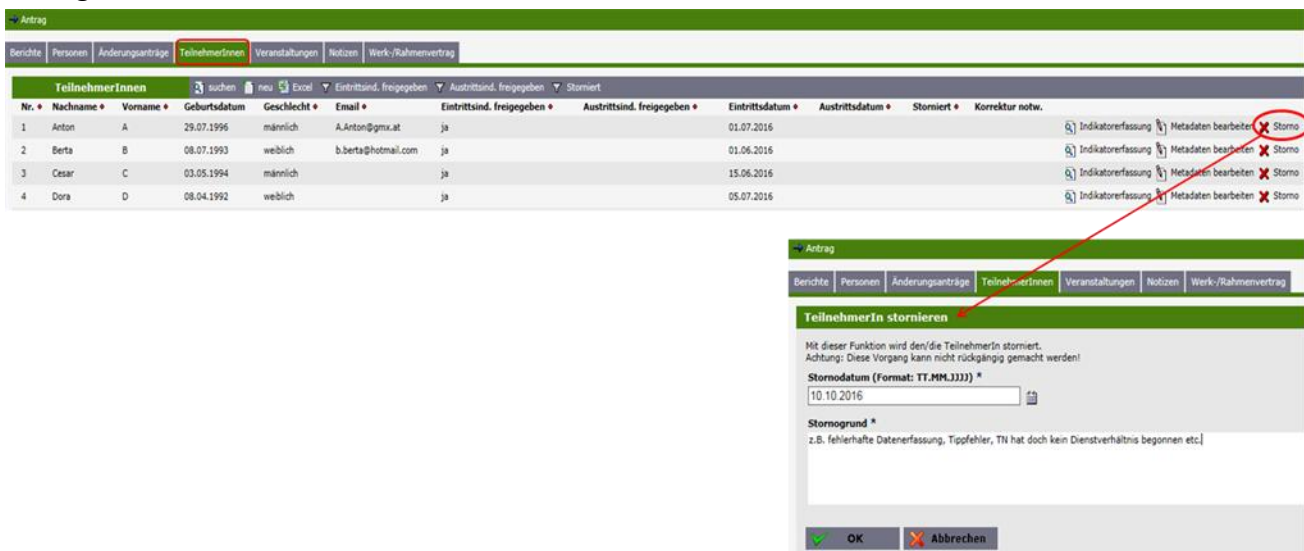 Antrag
Berichte Personen Änderungsanträge TeilnehmerInnen Veranstaltungen Notizen Werk-/Rahmenvertrag
TeilnehmerInnen suchen neu Excel Eintrittsind. freigegeben Austrittsind. freigegeben Storniert
Nr. Nachname Vorname Geburtsdatum Geschlecht Email Eintrittsind. freigegeben Austrittsind. freigegeben Eintrittsdatum Austrittsdatum Storniert Korrektur notw.
1 Anton A 29.07.1996 männlich A.Anton@gmx.at ja 01.07.2016 Indikatorerfassung Metadaten bearbeiten Storno
2 Berta B 08.07.1993 weiblich b.berta@hotmail.com ja 01.06.2016 Indikatorerfassung Metadaten bearbeiten Storno
3 Cesar C 03.05.1994 männlich ja 15.06.2016 Indikatorerfassung Metadaten bearbeiten Storno
4 Dora D 08.04.1992 weiblich ja 05.07.2016 Indikatorerfassung Metadaten bearbeiten Storno
Antrag
Berichte Personen Änderungsanträge TeilnehmerInnen Veranstaltungen Notizen Werk-/Rahmenvertrag
TeilnehmerIn stornieren
Mit dieser Funktion wird den/die TeilnehmerIn storniert.
Achtung: Diese Vorgang kann nicht rückgängig gemacht werden!
Stornodatum (Format: TT.MM.JJJJ) *
10.10.2016
Stornogrund *
z.B. fehlerhafte Datenerfassung, Tippfehler, TN hat doch kein Dienstverhältnis begonnen etc.
OK Abbrechen